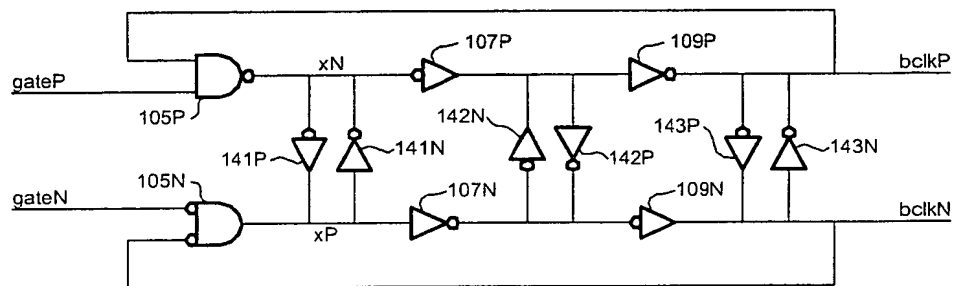 107P
109P
xN
bclkP
gateP
105P
142N
143P
141P
141N
142P
143N
105N
107N
109N
gateN
xP
bclkN